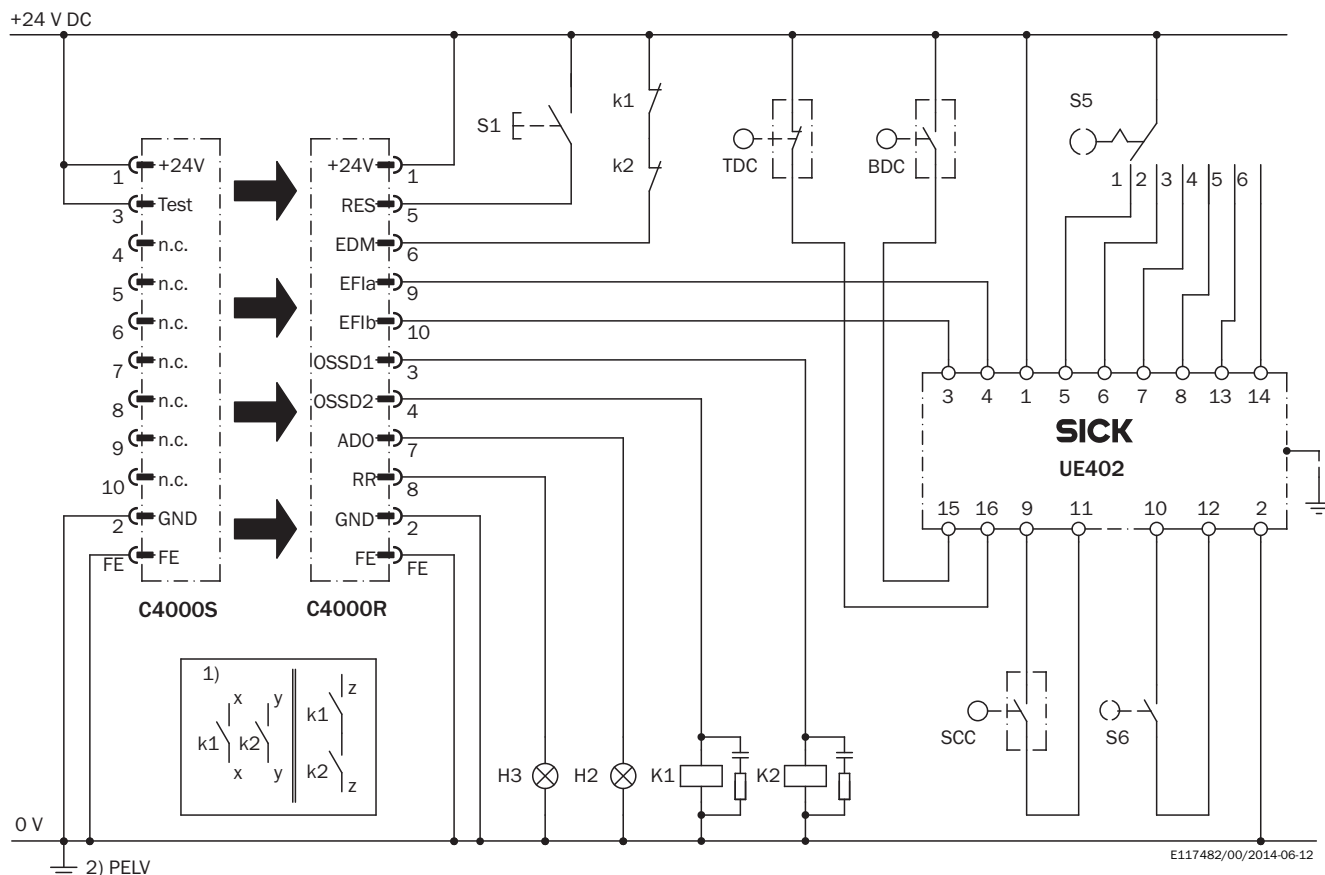 +24 V DC
k1
S1
k2
TDC
BDC
S5
1 2 3 4 5 6
1 +24V
3 Test
4 n.c.
5 n.c.
6 n.c.
7 n.c.
8 n.c.
9 n.c.
10 n.c.
2 GND
FE FE
C4000S
+24V 1
RES 5
EDM 6
EFIa 9
EFIb 10
OSSD1 3
OSSD2 4
ADO 7
RR 8
GND 2
FE FE
C4000R
3 4 1 5 6 7 8 13 14
SICK
UE402
15 16 9 11 10 12 2
SCC
S6
1)
x y z
k1 k2 k1
x y k2 z
H3
H2
K1
K2
0 V
2) PELV
E117482/00/2014-06-12